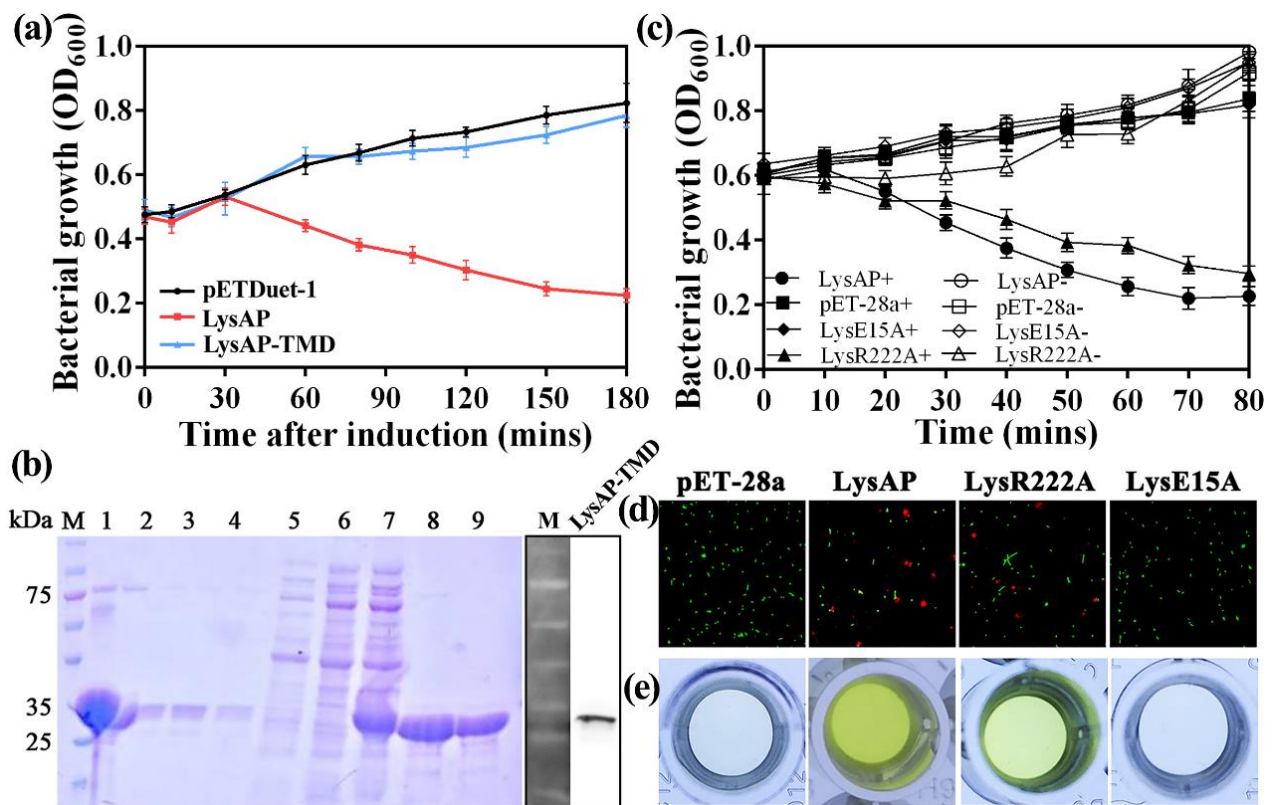 (a)
Bacterial growth (OD600)
1.0
0.8
0.6
0.4
0.2
0.0
pETDuet-1
LysAP
LysAP-TMD
0 30 60 90 120 150 180
Time after induction (mins)
(c)
Bacterial growth (OD600)
1.0
0.8
0.6
0.4
0.2
0.0
LysAP+ LysAP-
pET-28a+ pET-28a-
LysE15A+ LysE15A-
LysR222A+ LysR222A-
0 10 20 30 40 50 60 70 80
Time (mins)
(b)
kDa M 1 2 3 4 5 6 7 8 9 M LysAP-TMD
75
35
25
pET-28a LysAP LysR222A LysE15A
(d)
(e)